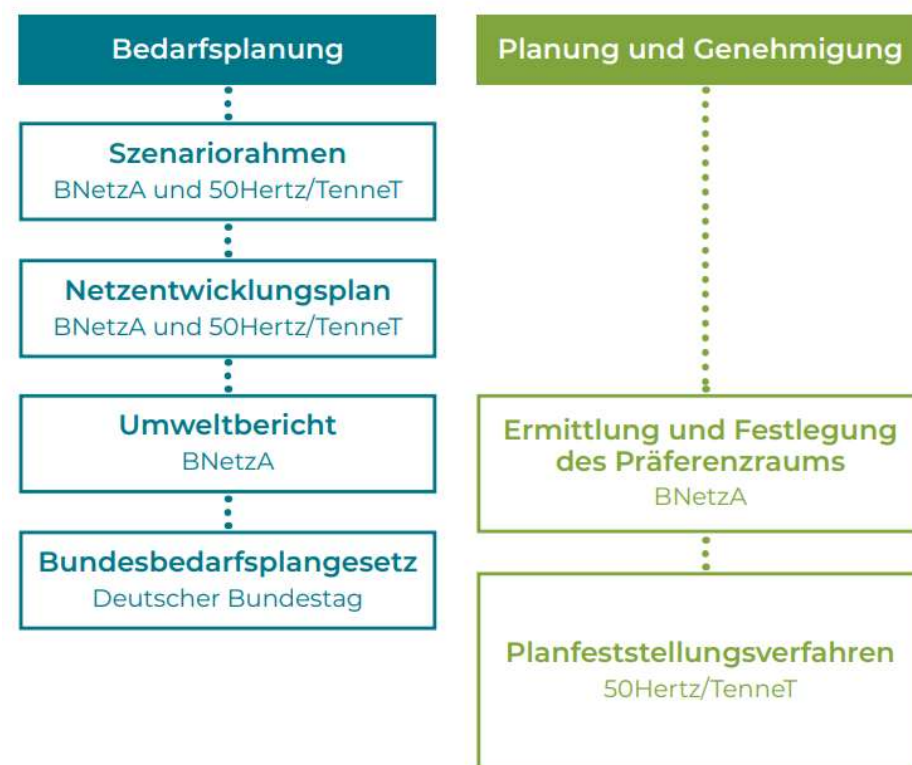 Bedarfsplanung
Szenariorahmen
BNetzA und 50Hertz/TenneT
Netzentwicklungsplan
BNetzA und 50Hertz/TenneT
Umweltbericht
BNetzA
Bundesbedarfsplangesetz
Deutscher Bundestag
Planung und Genehmigung
Ermittlung und Festlegung
des Präferenzraums
BNetzA
Planfeststellungsverfahren
50Hertz/TenneT